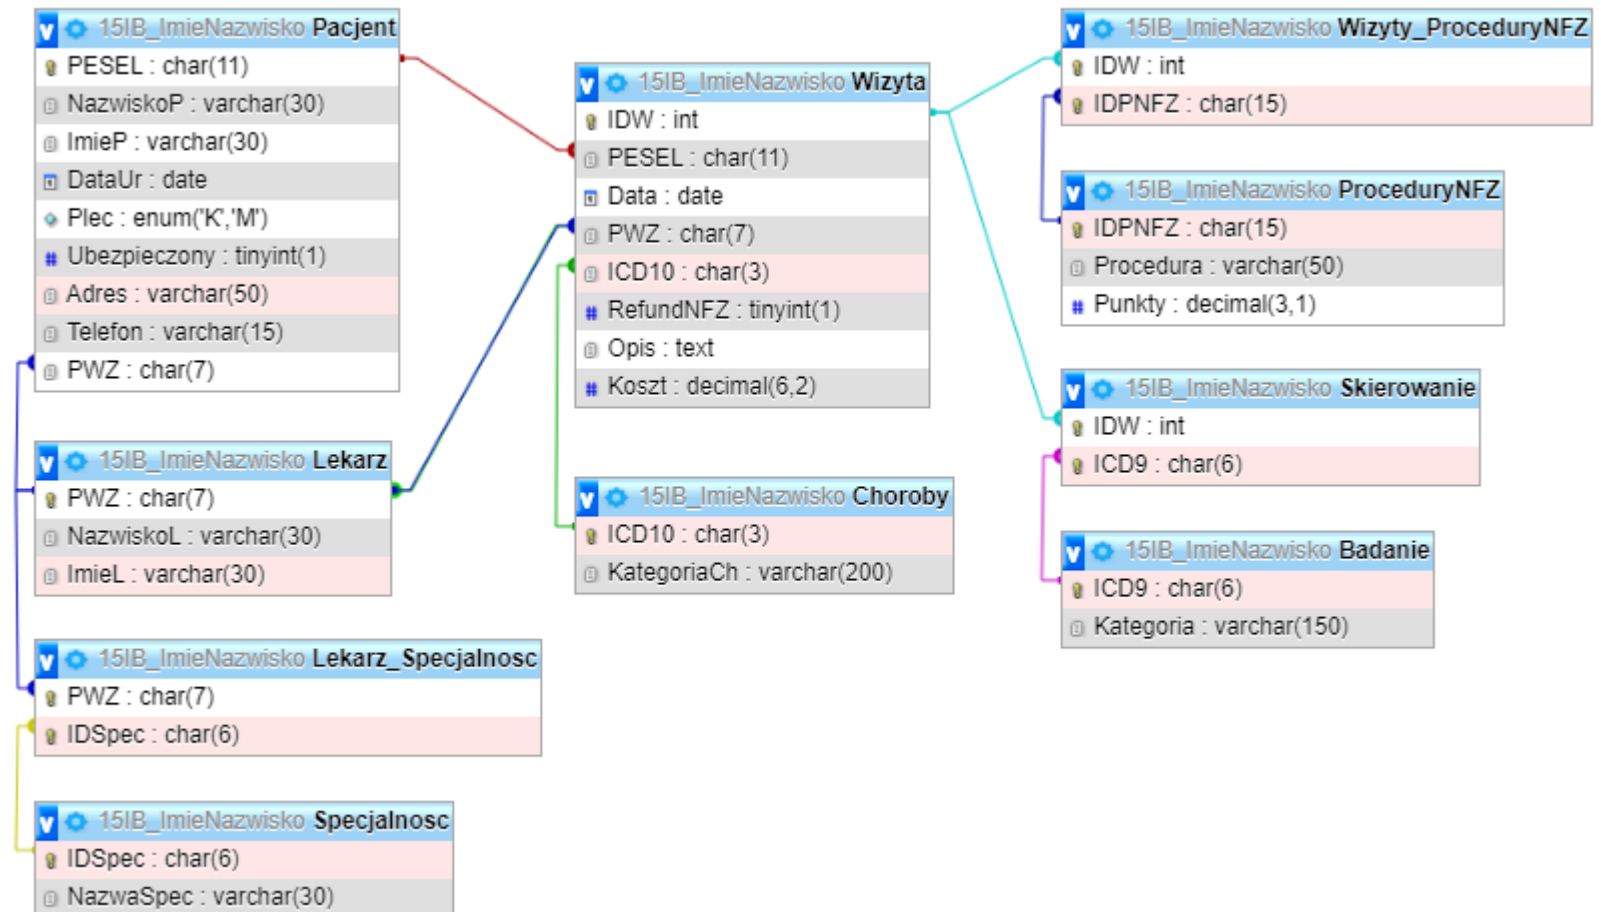 15IB_ImieNazwisko Pacjent
PESEL : char(11)
NazwiskoP : varchar(30)
ImieP : varchar(30)
DataUr : date
Plec : enum('K','M')
Ubezpieczony : tinyint(1)
Adres : varchar(50)
Telefon : varchar(15)
PWZ : char(7)
15IB_ImieNazwisko Lekarz
PWZ : char(7)
NazwiskoL : varchar(30)
ImieL : varchar(30)
15IB_ImieNazwisko Lekarz_Specjalnosc
PWZ : char(7)
IDSpec : char(6)
15IB_ImieNazwisko Specjalnosc
IDSpec : char(6)
NazwaSpec : varchar(30)
15IB_ImieNazwisko Wizyta
IDW : int
PESEL : char(11)
Data : date
PWZ : char(7)
ICD10 : char(3)
RefundNFZ : tinyint(1)
Opis : text
Koszt : decimal(6,2)
15IB_ImieNazwisko Choroby
ICD10 : char(3)
KategoriaCh : varchar(200)
15IB_ImieNazwisko Wizyty_ProceduryNFZ
IDW : int
IDPNFZ : char(15)
15IB_ImieNazwisko ProceduryNFZ
IDPNFZ : char(15)
Procedura : varchar(50)
Punkty : decimal(3,1)
15IB_ImieNazwisko Skierowanie
IDW : int
ICD9 : char(6)
15IB_ImieNazwisko Badanie
ICD9 : char(6)
Kategoria : varchar(150)